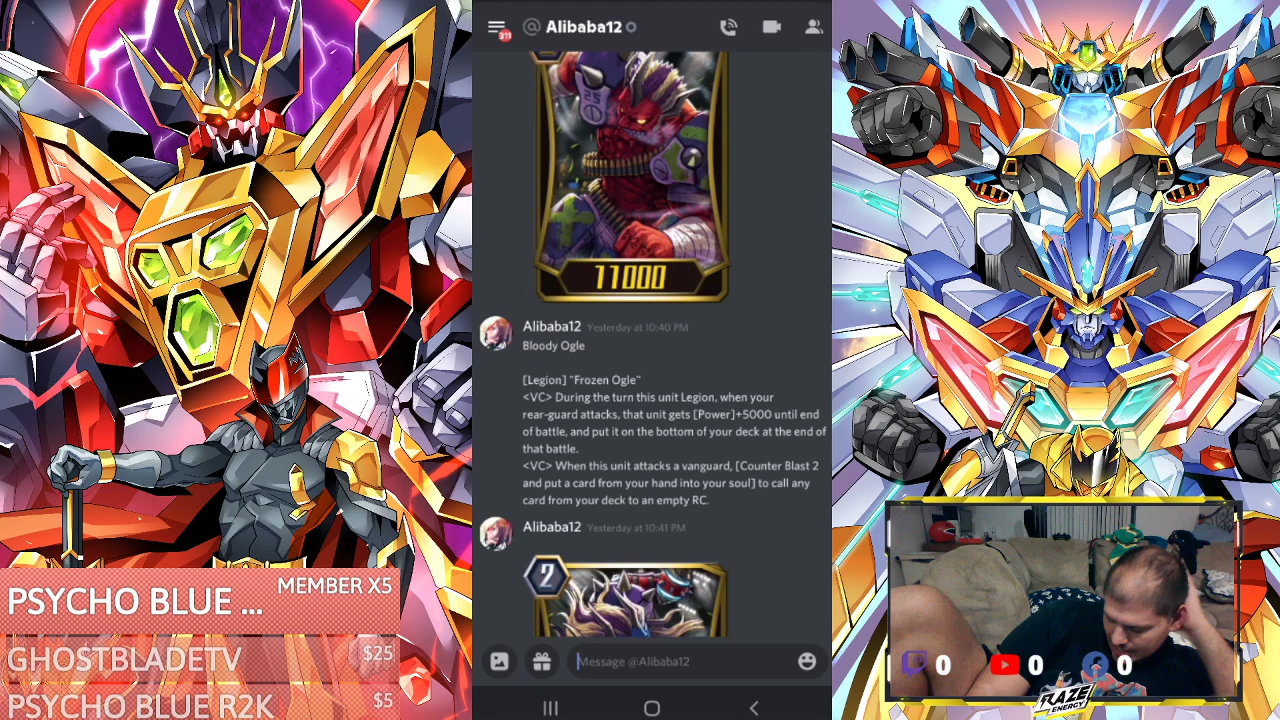 @ Alibaba12
11000
Alibaba12 Yesterday at 10:40 PM
Bloody Ogle
[Legion] "Frozen Ogle"
<VC> During the turn this unit Legion, when your
rear-guard attacks, that unit gets [Power]+5000 until end
of battle, and put it on the bottom of your deck at the end of
that battle.
<VC> When this unit attacks a vanguard, [Counter Blast 2
and put a card from your hand into your soul] to call any
card from your deck to an empty RC.
Alibaba12 Yesterday at 10:41 PM
2
Message @Alibaba12
PSYCHO BLUE ... MEMBER X5
GHOSTBLADETV $25
PSYCHO BLUE R2K $5
0 0 0
RAZE
ENERGY